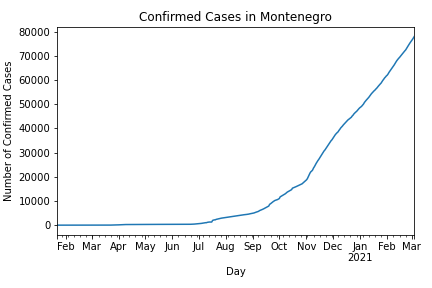 Confirmed Cases in Montenegro
80000
70000
60000
50000
40000
30000
20000
10000
0
Number of Confirmed Cases
Feb Mar Apr May Jun Jul Aug Sep Oct Nov Dec Jan Feb Mar
2021
Day